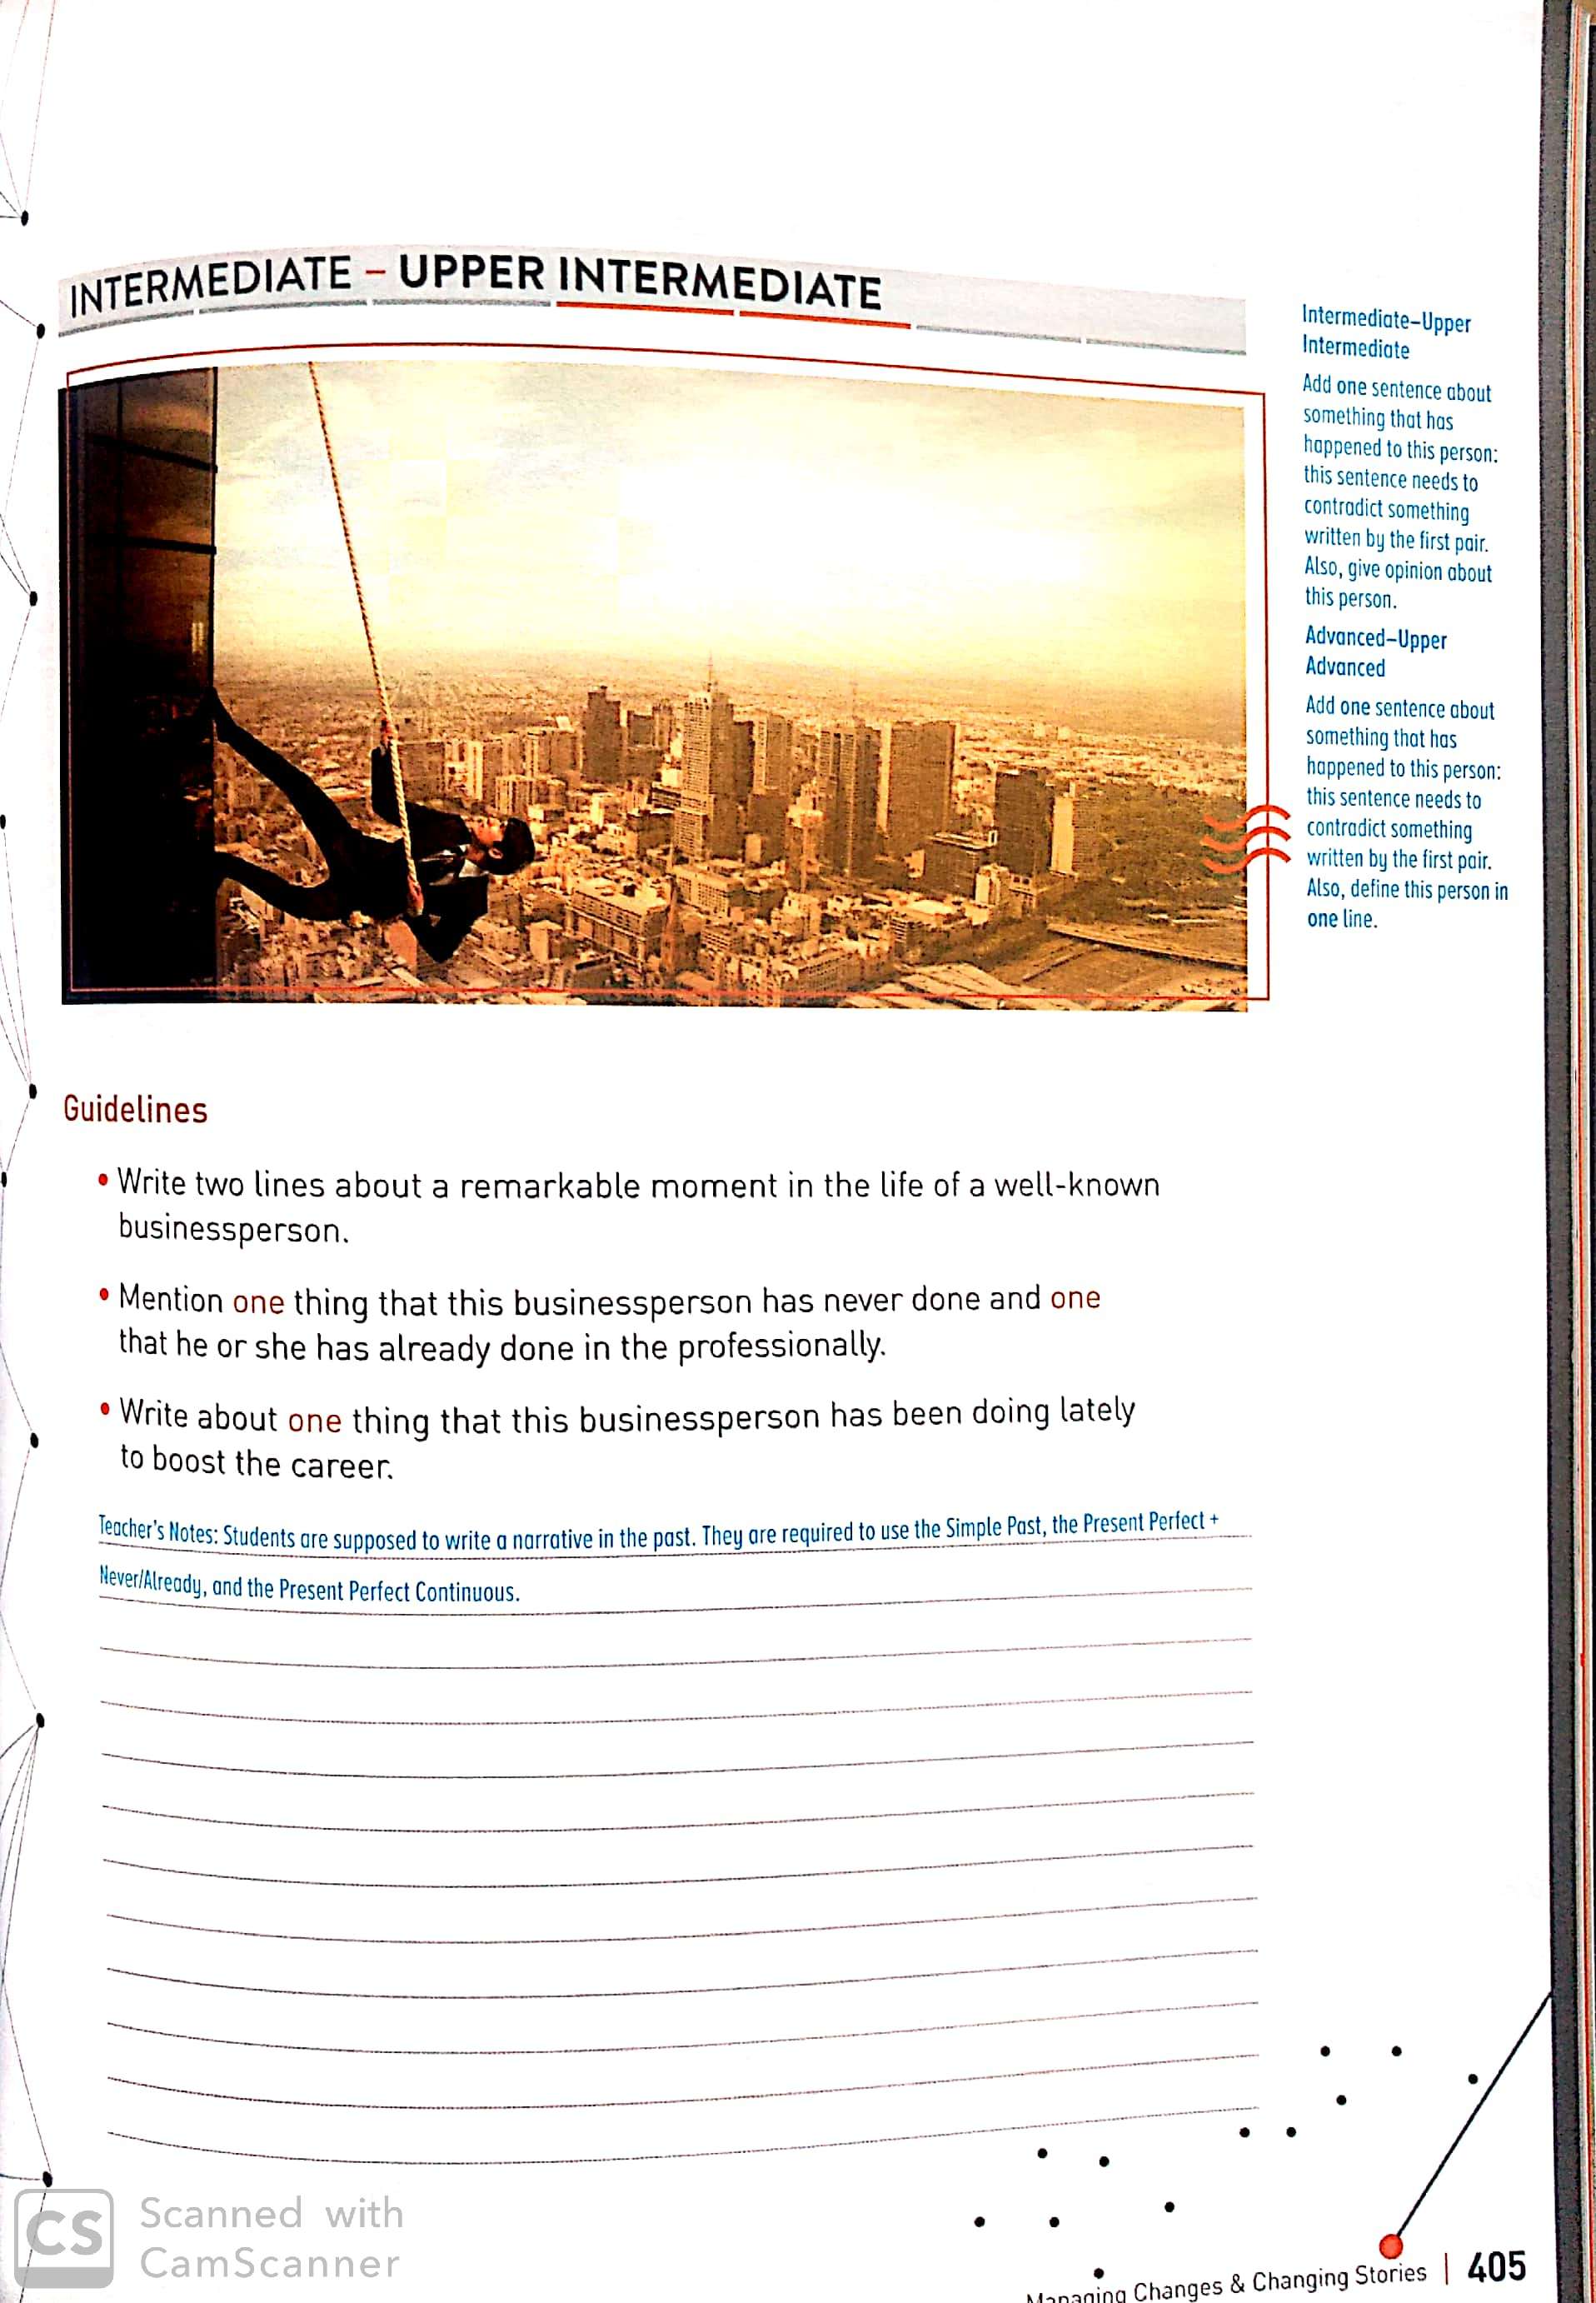 INTERMEDIATE – UPPER INTERMEDIATE
Intermediate–Upper
Intermediate
Add one sentence about
something that has
happened to this person:
this sentence needs to
contradict something
written by the first pair.
Also, give opinion about
this person.
Advanced–Upper
Advanced
Add one sentence about
something that has
happened to this person:
this sentence needs to
contradict something
written by the first pair.
Also, define this person in
one line.
Guidelines
• Write two lines about a remarkable moment in the life of a well-known
businessperson.
• Mention one thing that this businessperson has never done and one
that he or she has already done in the professionally.
• Write about one thing that this businessperson has been doing lately
to boost the career.
Teacher's Notes: Students are supposed to write a narrative in the past. They are required to use the Simple Past, the Present Perfect +
Never/Already, and the Present Perfect Continuous.
CS Scanned with
CamScanner
Managing Changes & Changing Stories | 405